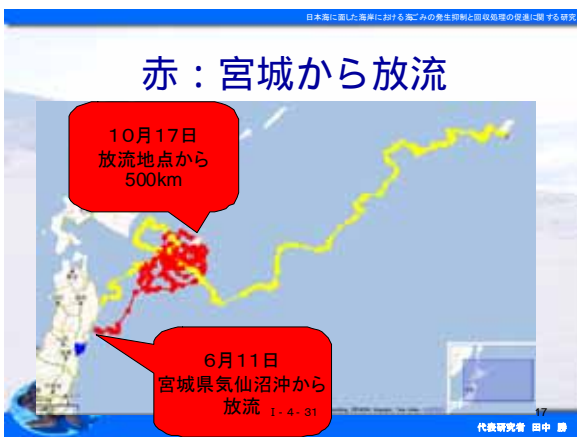 日本海に面した海岸における海ごみの発生抑制と回収処理の促進に関する研究
赤：宮城から放流
10月17日
放流地点から
500km
6月11日
宮城県気仙沼沖から
放流
I-4-31
17
代表研究者 田中 勝